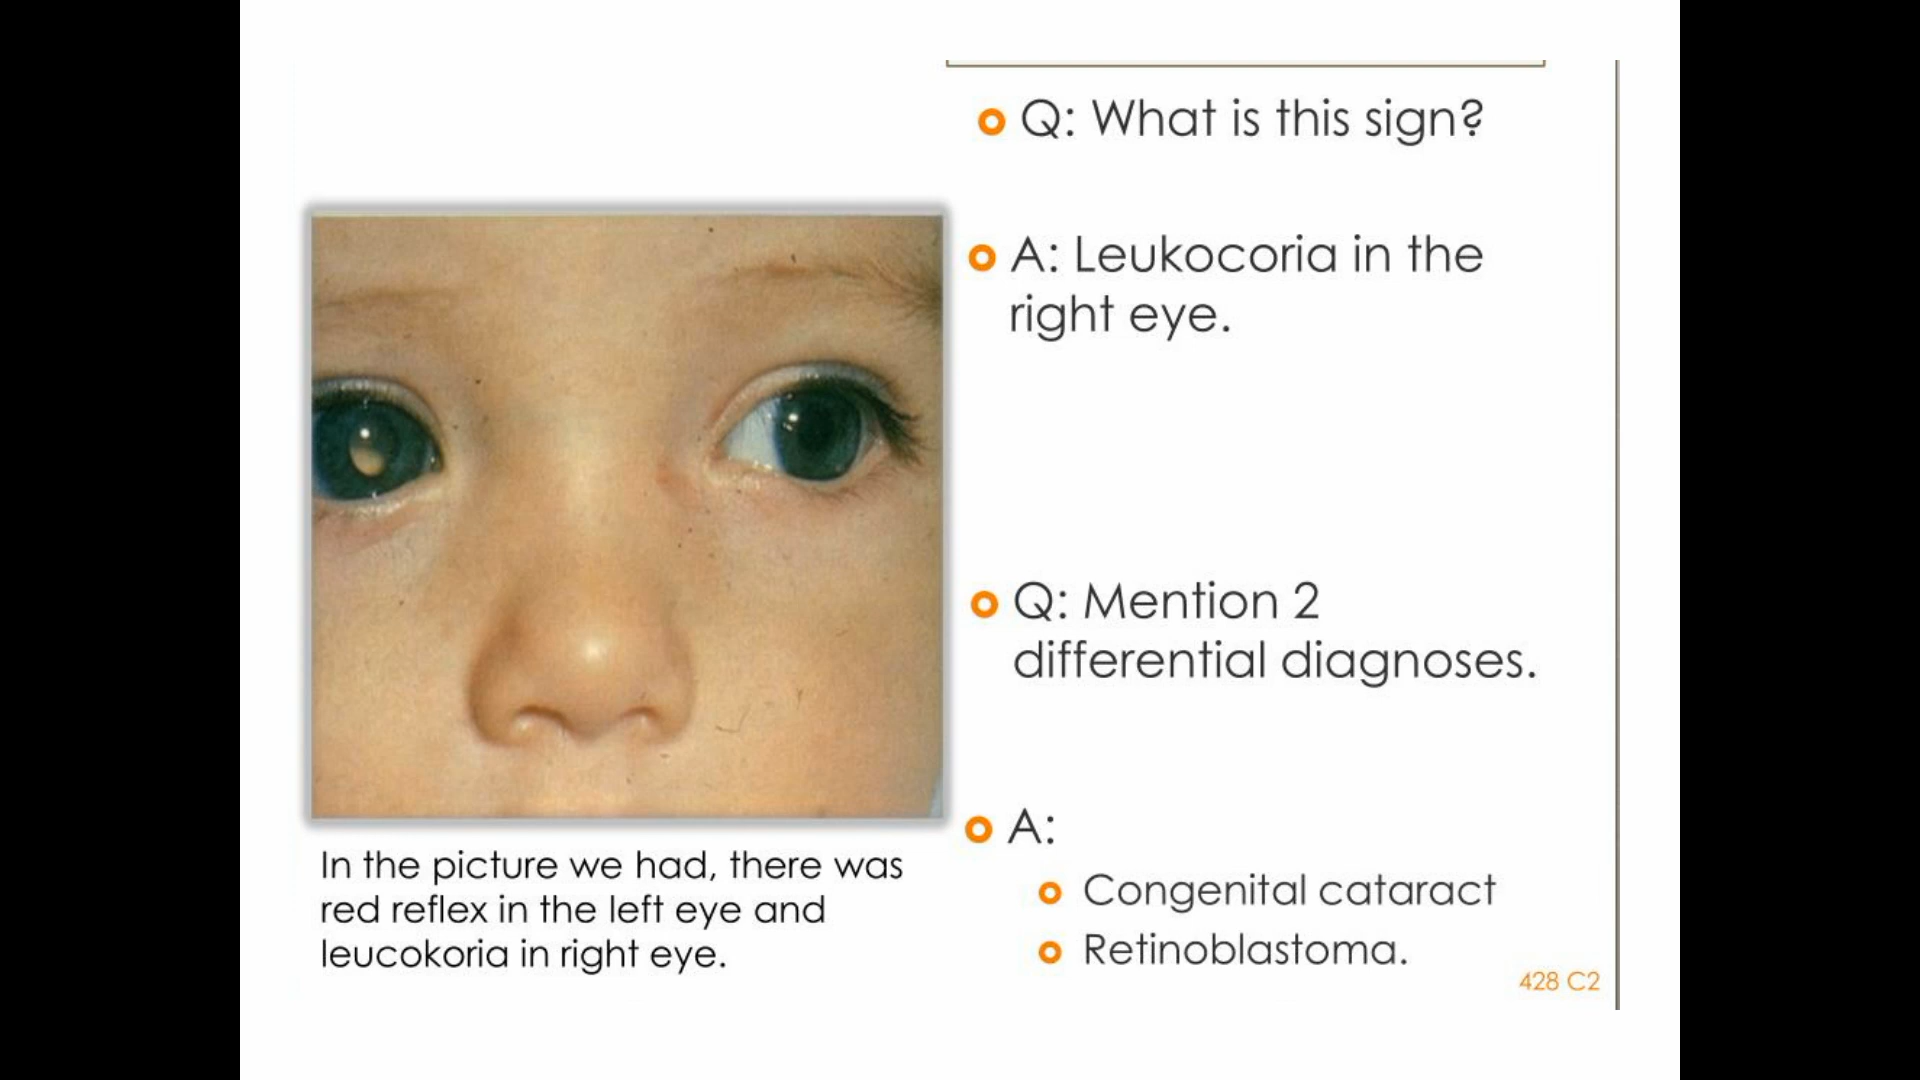 Q: What is this sign?
A: Leukocoria in the
right eye.
Q: Mention 2
differential diagnoses.
A:
Congenital cataract
Retinoblastoma.
In the picture we had, there was
red reflex in the left eye and
leucokoria in right eye.
428 C2